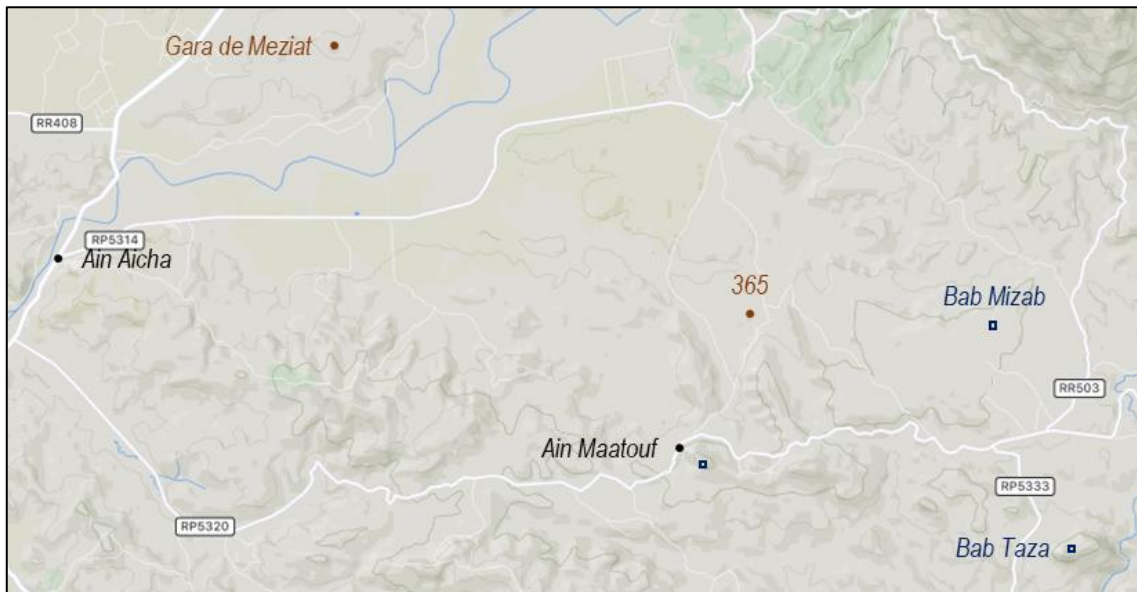 Gara de Meziat
RR408
RP5314
Ain Aicha
365
Bab Mizab
RR503
Ain Maatouf
RP5333
RP5320
Bab Taza